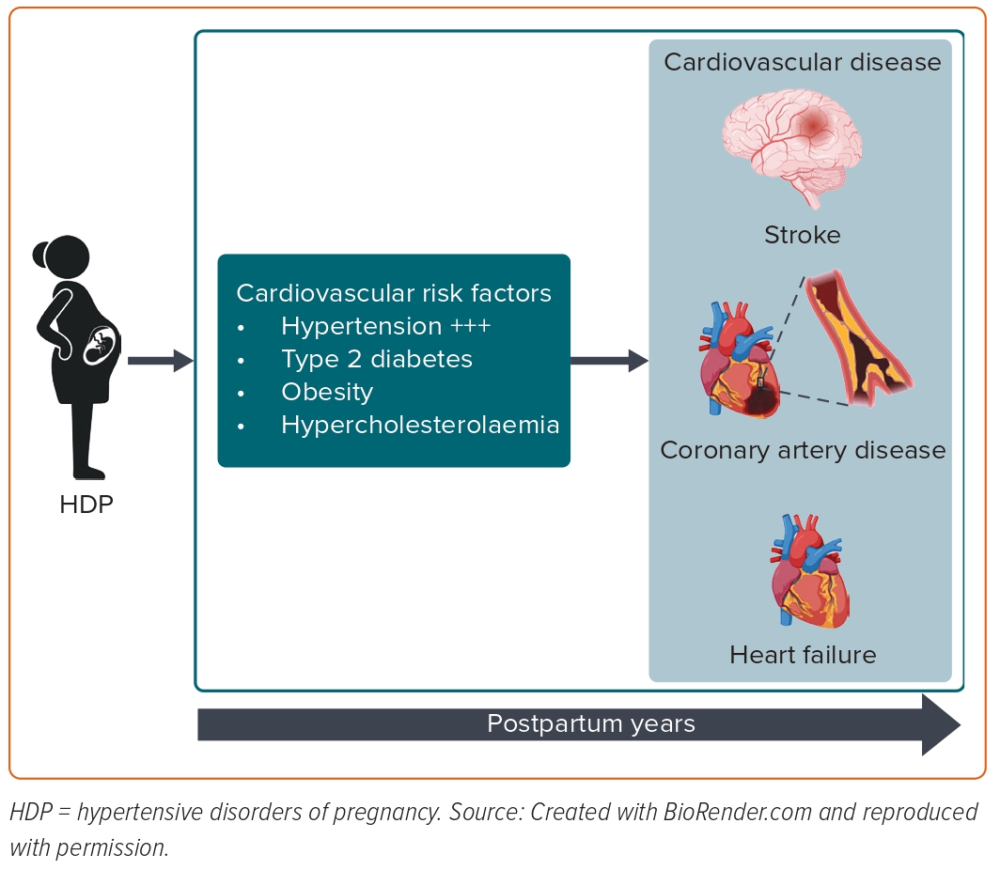 Cardiovascular disease
Stroke
Cardiovascular risk factors
• Hypertension +++
• Type 2 diabetes
• Obesity
• Hypercholesterolaemia
Coronary artery disease
HDP
Heart failure
Postpartum years
HDP = hypertensive disorders of pregnancy. Source: Created with BioRender.com and reproduced
with permission.